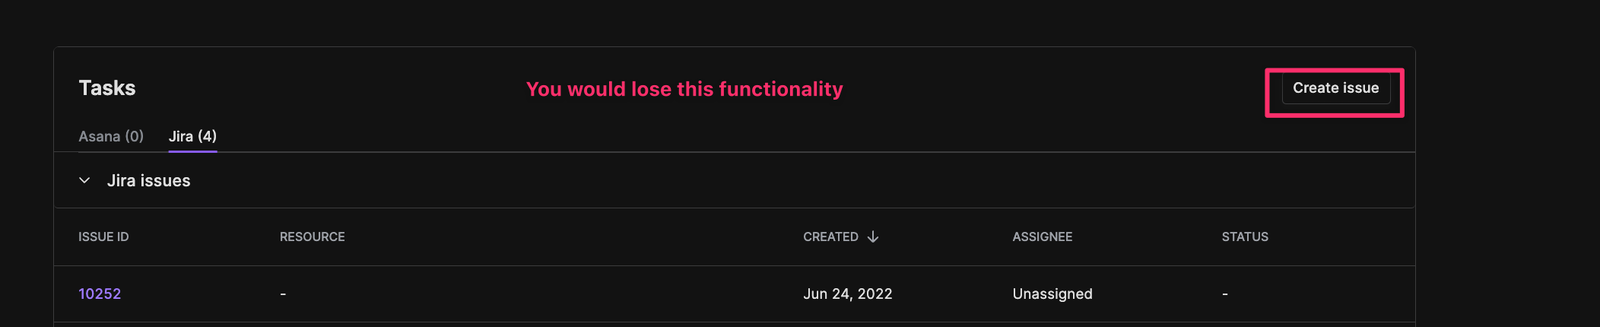 Tasks
You would lose this functionality
Create issue
Asana (0) Jira (4)
Jira issues
ISSUE ID RESOURCE CREATED ASSIGNEE STATUS
10252 - Jun 24, 2022 Unassigned -